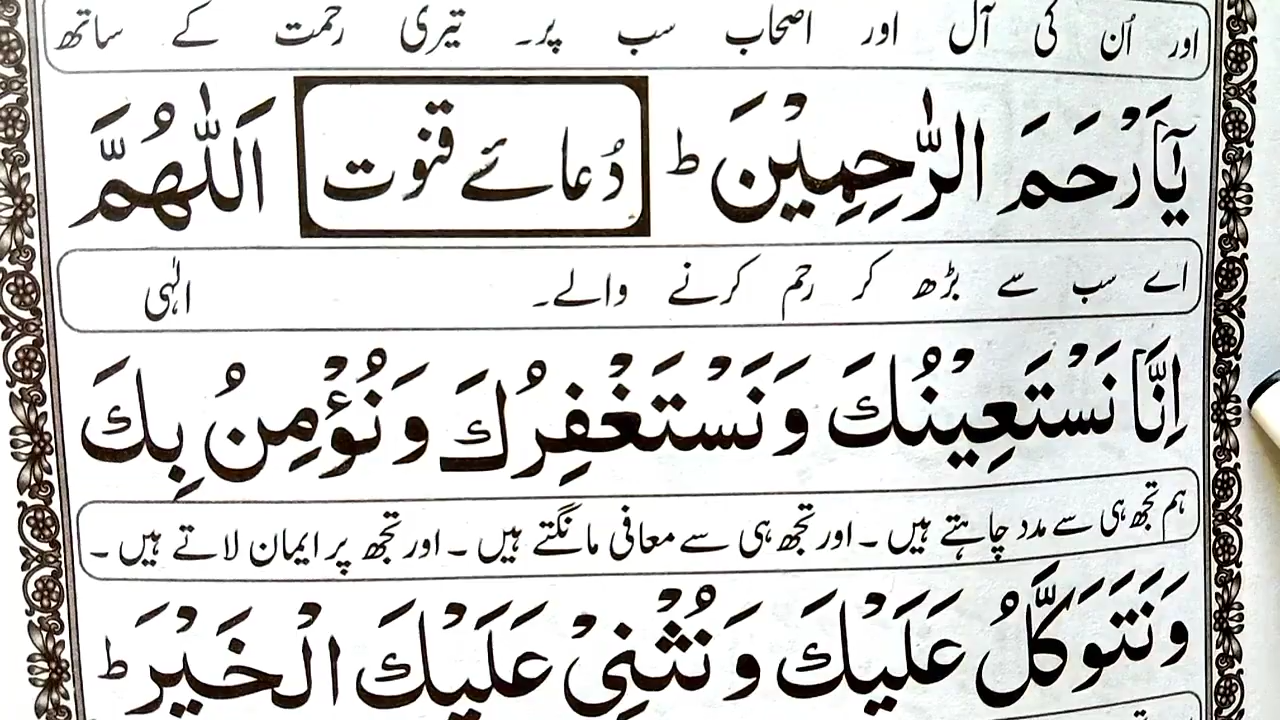 اور اُن کی آل اور اصحاب سب پر۔ تیری رحمت کے ساتھ
یٰۤاَرْحَمَ الرّٰحِمِیْنَ ط دُعائے قنوت اَللّٰهُمَّ
اے سب سے بڑھ کر رحم کرنے والے۔ الٰہی
اِنَّا نَسْتَعِیْنُكَ وَنَسْتَغْفِرُكَ وَنُؤْمِنُ بِكَ
ہم تجھ ہی سے مدد چاہتے ہیں۔ اور تجھ ہی سے معافی مانگتے ہیں۔ اور تجھ پر ایمان لاتے ہیں۔
وَنَتَوَكَّلُ عَلَیْكَ وَنُثْنِیْ عَلَیْكَ الْخَیْرَ ط